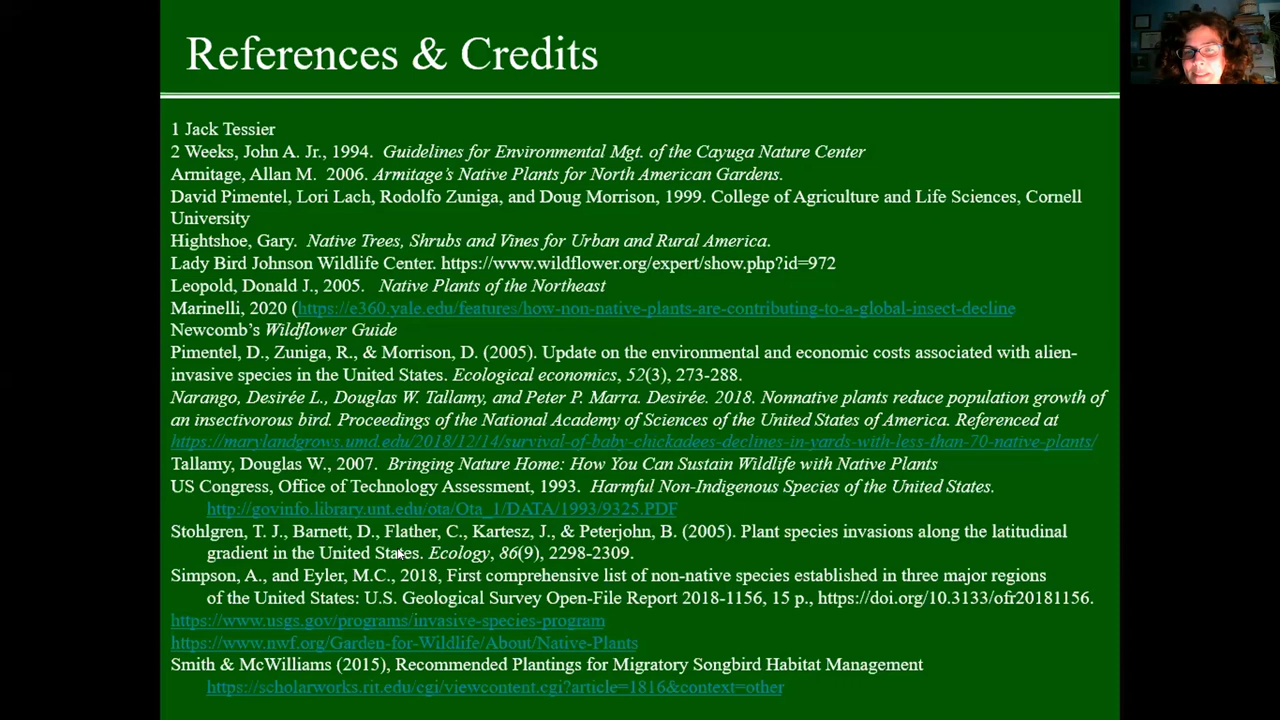 References & Credits
1 Jack Tessier
2 Weeks, John A. Jr., 1994. Guidelines for Environmental Mgt. of the Cayuga Nature Center
Armitage, Allan M. 2006. Armitage's Native Plants for North American Gardens.
David Pimentel, Lori Lach, Rodolfo Zuniga, and Doug Morrison, 1999. College of Agriculture and Life Sciences, Cornell
University
Hightshoe, Gary. Native Trees, Shrubs and Vines for Urban and Rural America.
Lady Bird Johnson Wildlife Center. https://www.wildflower.org/expert/show.php?id=972
Leopold, Donald J., 2005. Native Plants of the Northeast
Marinelli, 2020 (https://e360.yale.edu/features/how-non-native-plants-are-contributing-to-a-global-insect-decline
Newcomb's Wildflower Guide
Pimentel, D., Zuniga, R., & Morrison, D. (2005). Update on the environmental and economic costs associated with alien-
invasive species in the United States. Ecological economics, 52(3), 273-288.
Narango, Desirée L., Douglas W. Tallamy, and Peter P. Marra. Desirée. 2018. Nonnative plants reduce population growth of
an insectivorous bird. Proceedings of the National Academy of Sciences of the United States of America. Referenced at
https://marylandgrows.umd.edu/2018/12/14/survival-of-baby-chickadees-declines-in-yards-with-less-than-70-native-plants/
Tallamy, Douglas W., 2007. Bringing Nature Home: How You Can Sustain Wildlife with Native Plants
US Congress, Office of Technology Assessment, 1993. Harmful Non-Indigenous Species of the United States.
http://govinfo.library.unt.edu/ota/Ota_1/DATA/1993/9325.PDF
Stohlgren, T. J., Barnett, D., Flather, C., Kartesz, J., & Peterjohn, B. (2005). Plant species invasions along the latitudinal
gradient in the United States. Ecology, 86(9), 2298-2309.
Simpson, A., and Eyler, M.C., 2018, First comprehensive list of non-native species established in three major regions
of the United States: U.S. Geological Survey Open-File Report 2018-1156, 15 p., https://doi.org/10.3133/ofr20181156.
https://www.usgs.gov/programs/invasive-species-program
https://www.nwf.org/Garden-for-Wildlife/About/Native-Plants
Smith & McWilliams (2015), Recommended Plantings for Migratory Songbird Habitat Management
https://scholarworks.rit.edu/cgi/viewcontent.cgi?article=1816&context=other